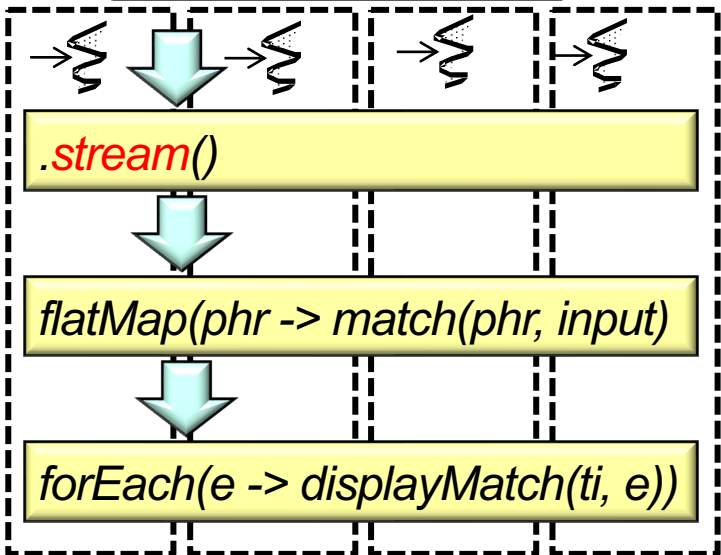 .stream()
flatMap(phr -> match(phr, input)
forEach(e -> displayMatch(ti, e))